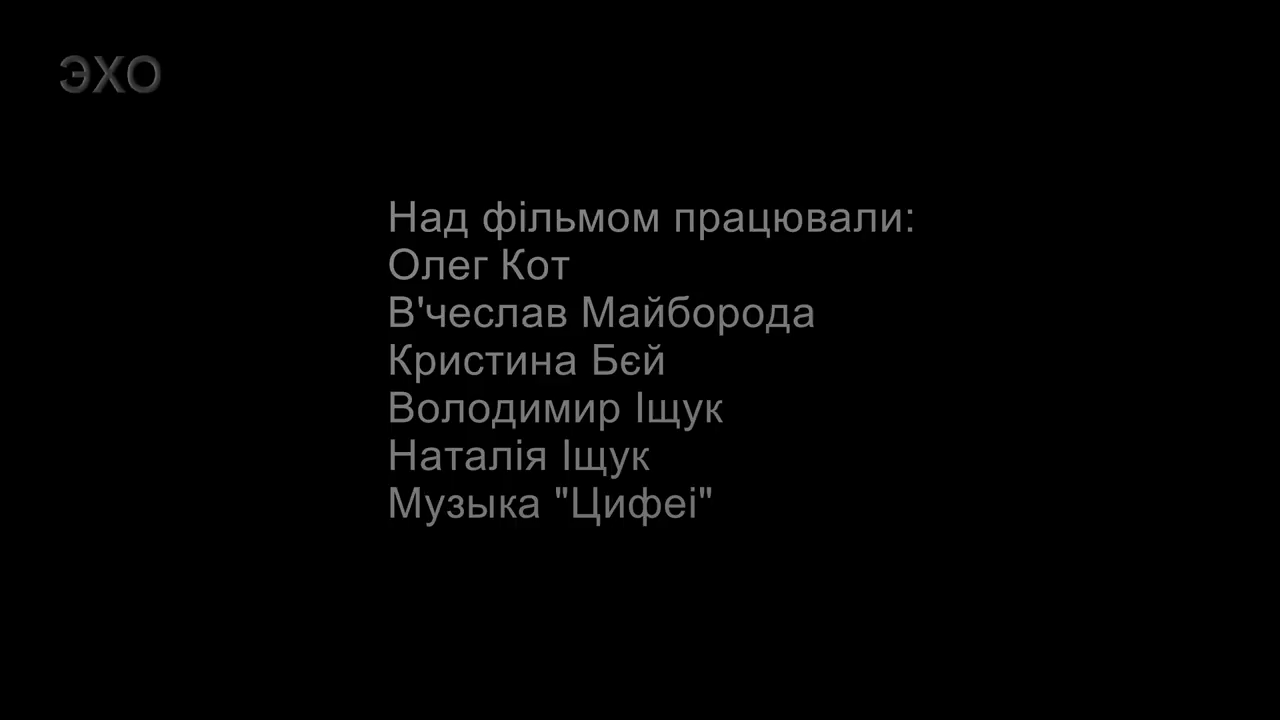 ЭХО
Над фільмом працювали:
Олег Кот
В'чеслав Майборода
Кристина Бєй
Володимир Іщук
Наталія Іщук
Музыка "Цифеі"